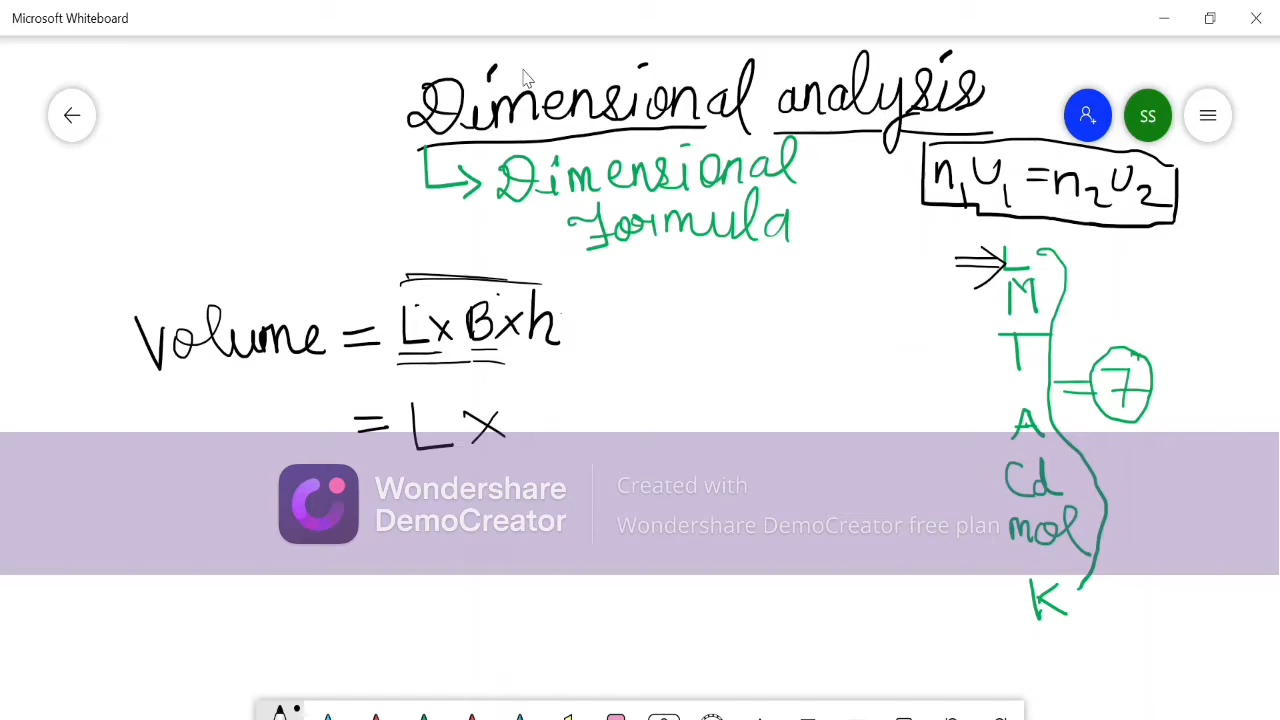 Microsoft Whiteboard
Dimensional analysis
SS
Dimensional
Formula
n₁U₁ = n₂U₂
L
M
T
Volume = L x B x h
= 7
= L x
A
Cd
mol
K
Wondershare
DemoCreator
Created with
Wondershare DemoCreator free plan